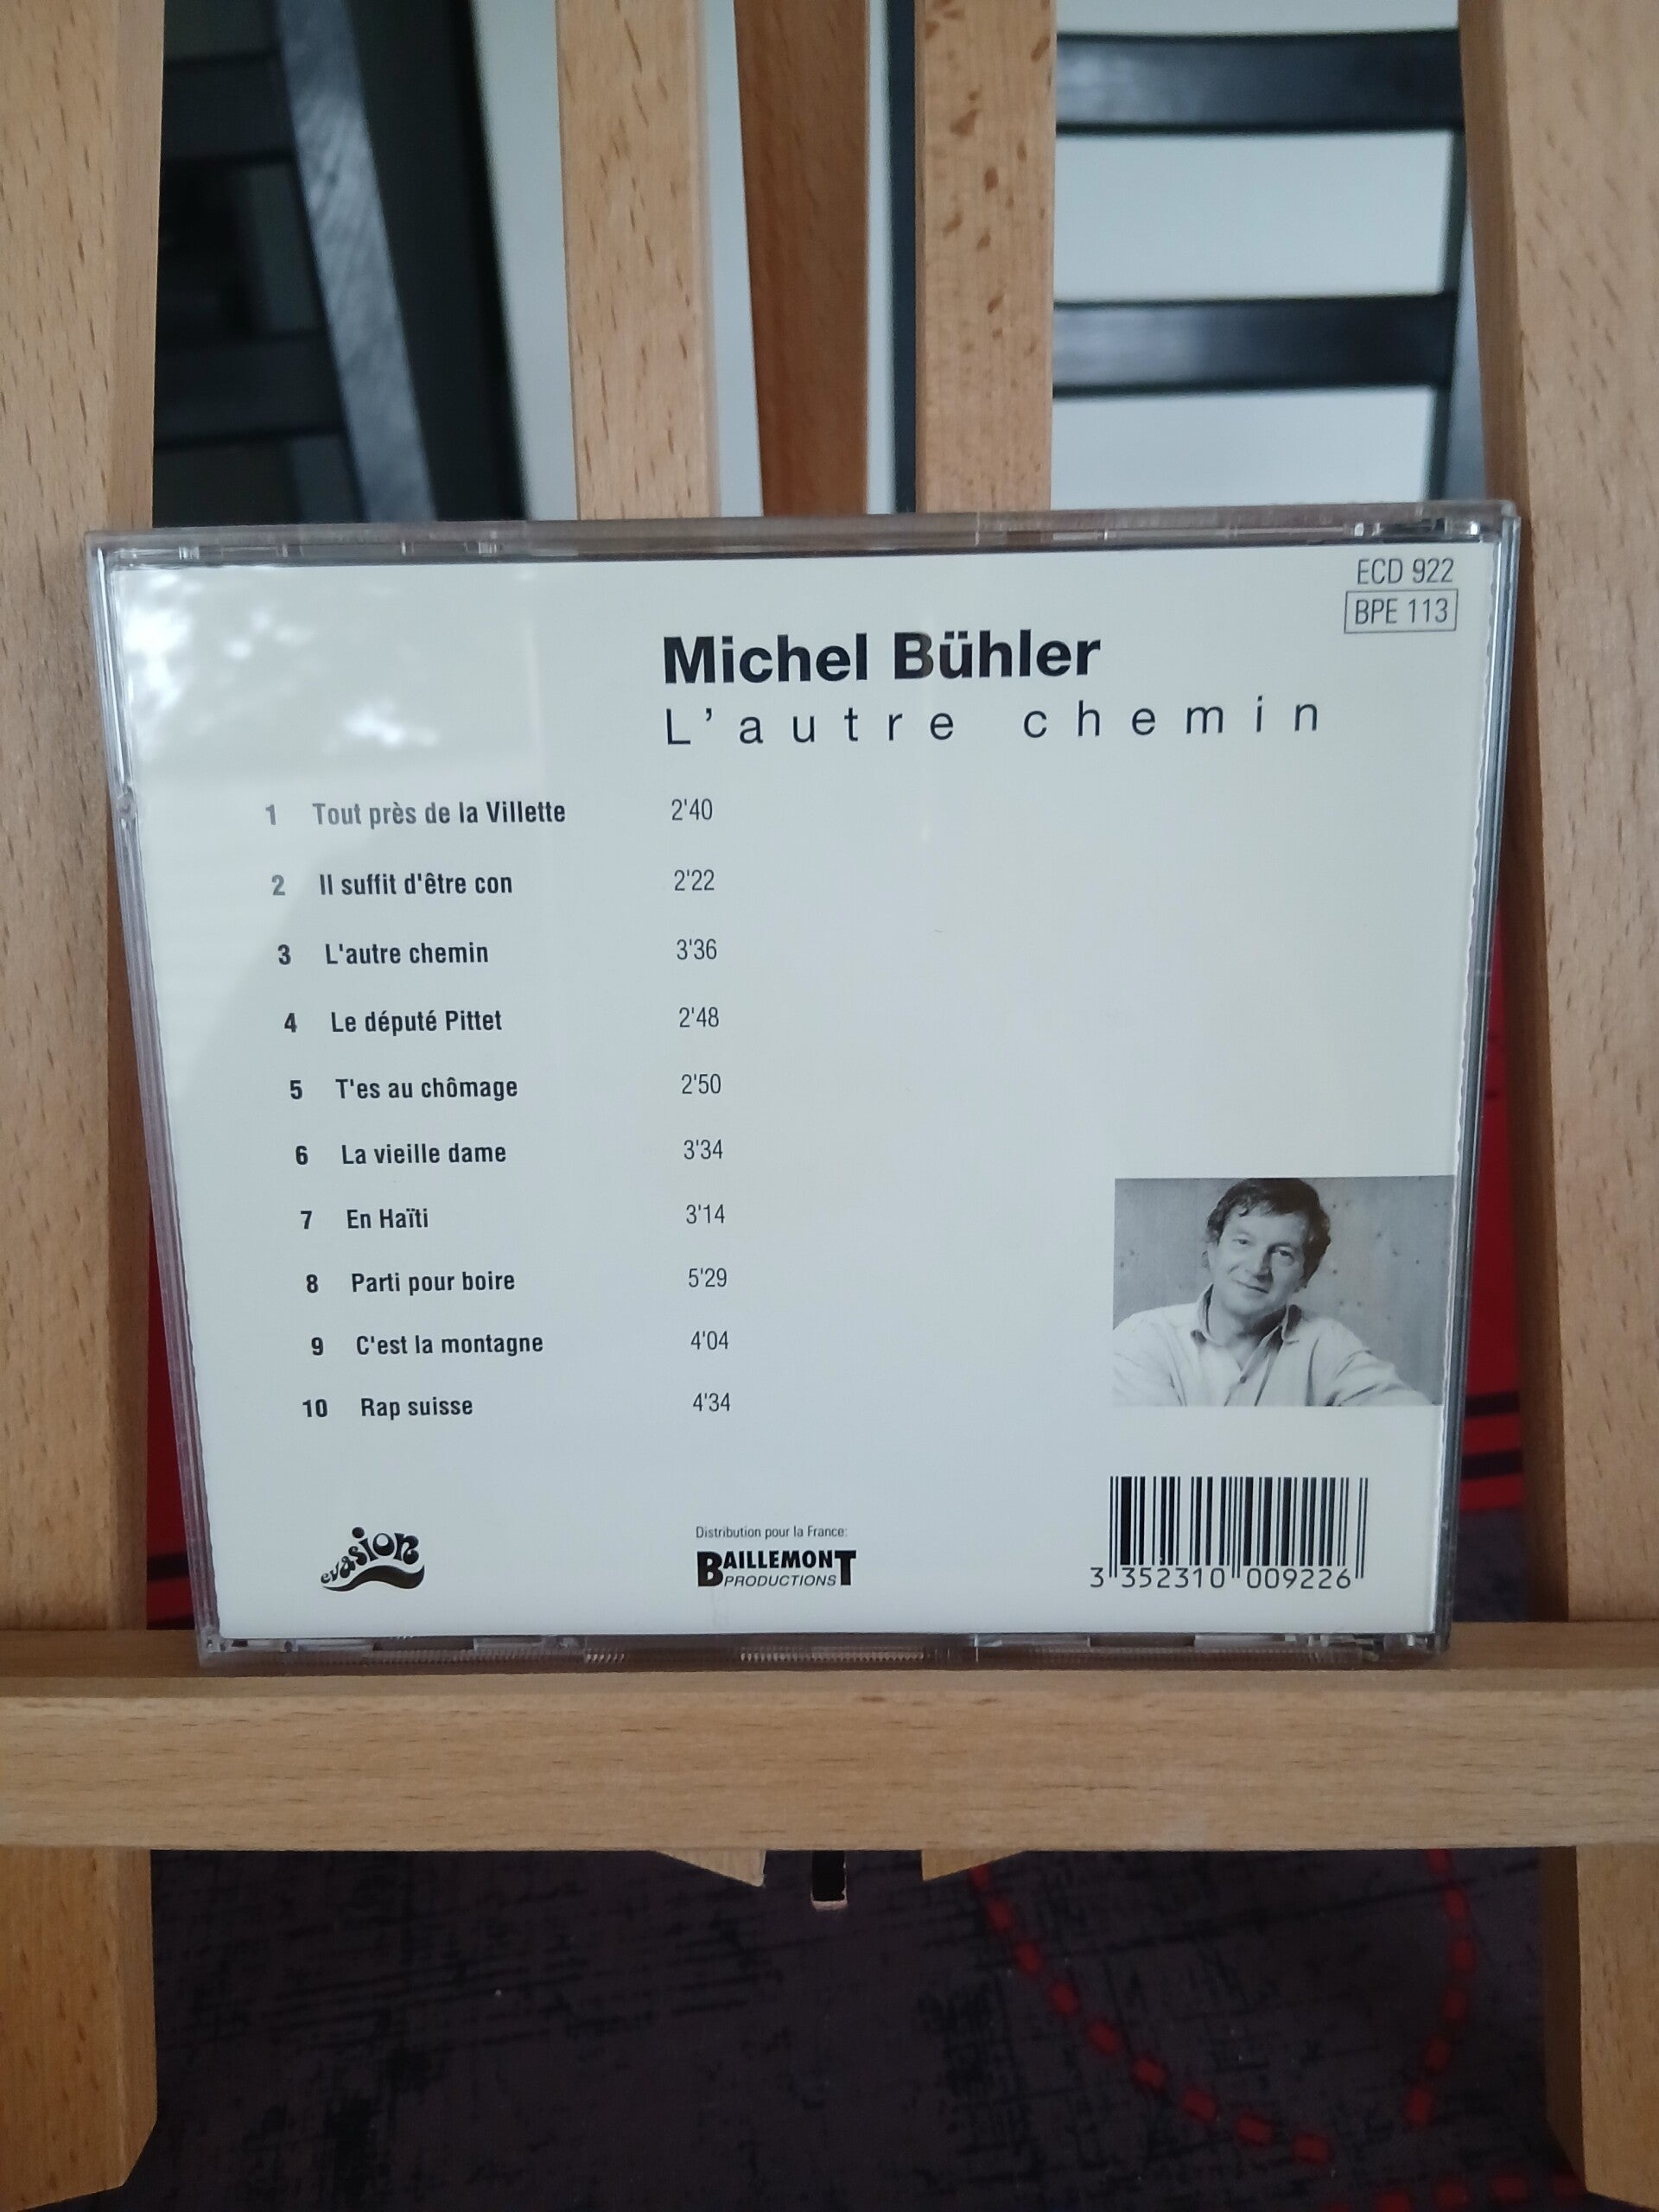 ECD 922
BPE 113
Michel Bühler
L'autre chemin
1 Tout près de la Villette 2'40
2 Il suffit d'être con 2'22
3 L'autre chemin 3'36
4 Le député Pittet 2'48
5 T'es au chômage 2'50
6 La vieille dame 3'34
7 En Haïti 3'14
8 Parti pour boire 5'29
9 C'est la montagne 4'04
10 Rap suisse 4'34
evasion
Distribution pour la France:
BAILLEMONT
PRODUCTIONS
3 352310 009226